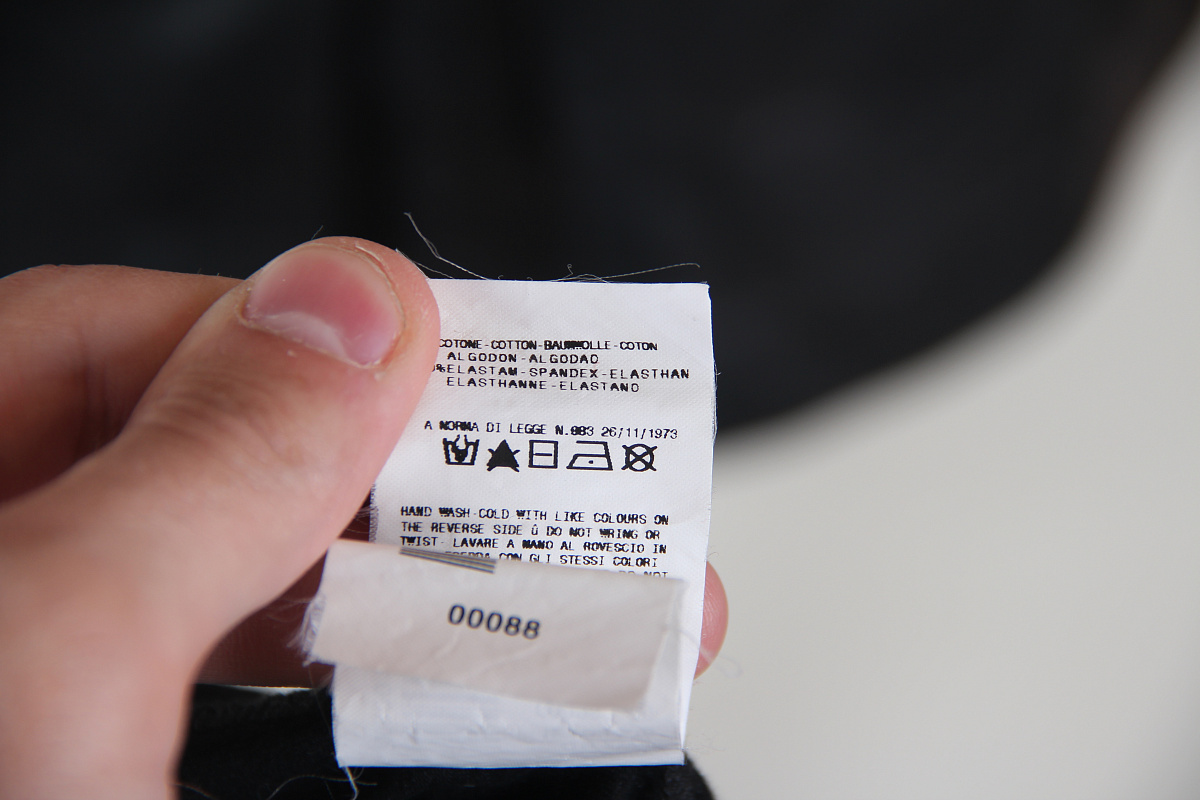 COTONE-COTTON-BAUMWOLLE-COTON
ALGODON-ALGODAO
%ELASTAM-SPANDEX-ELASTHAN
ELASTHANNE-ELASTANO
A NORMA DI LEGGE N.883 26/11/1973
HAND WASH-COLD WITH LIKE COLOURS ON
THE REVERSE SIDE Û DO NOT WRING OR
TWIST- LAVARE A MANO AL ROVESCIO IN
CON GLI STESSI COLORI
NOT
00088